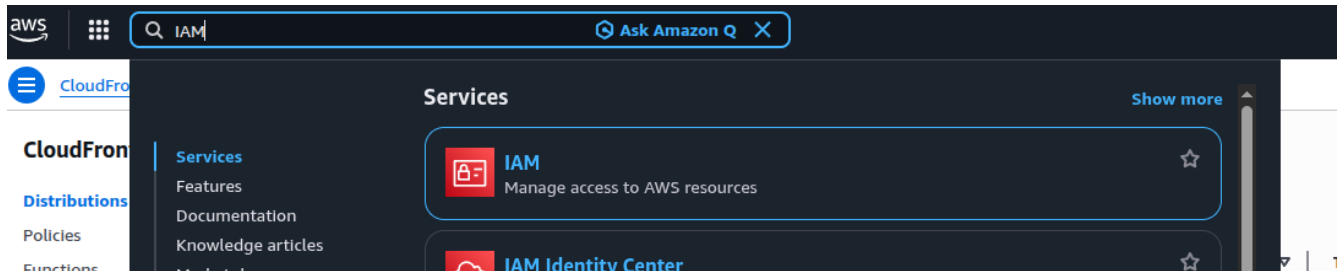 aws
IAM
Ask Amazon Q
CloudFro
Services
Show more
CloudFron
Distributions
Policies
Services
Features
Documentation
Knowledge articles
IAM
Manage access to AWS resources
IAM Identity Center
Functions